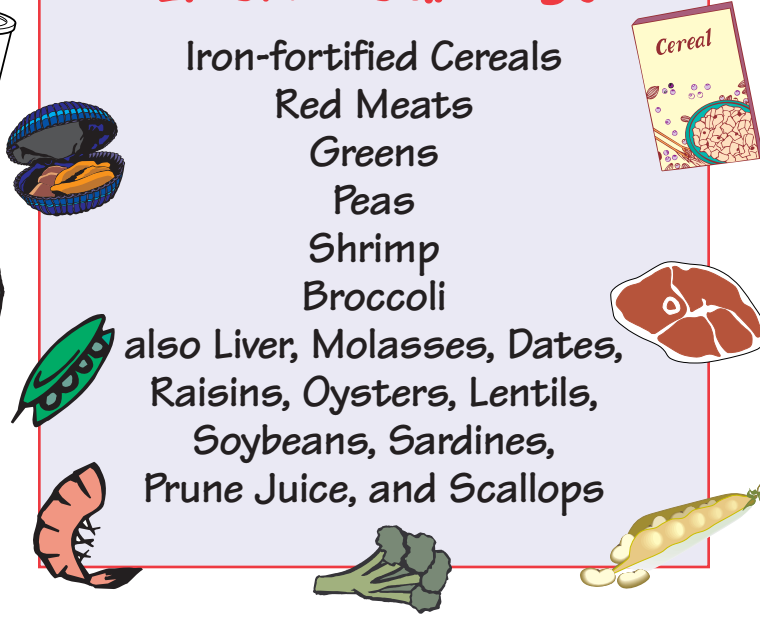 Iron-fortified Cereals
Red Meats
Greens
Peas
Shrimp
Broccoli
also Liver, Molasses, Dates,
Raisins, Oysters, Lentils,
Soybeans, Sardines,
Prune Juice, and Scallops
Cereal